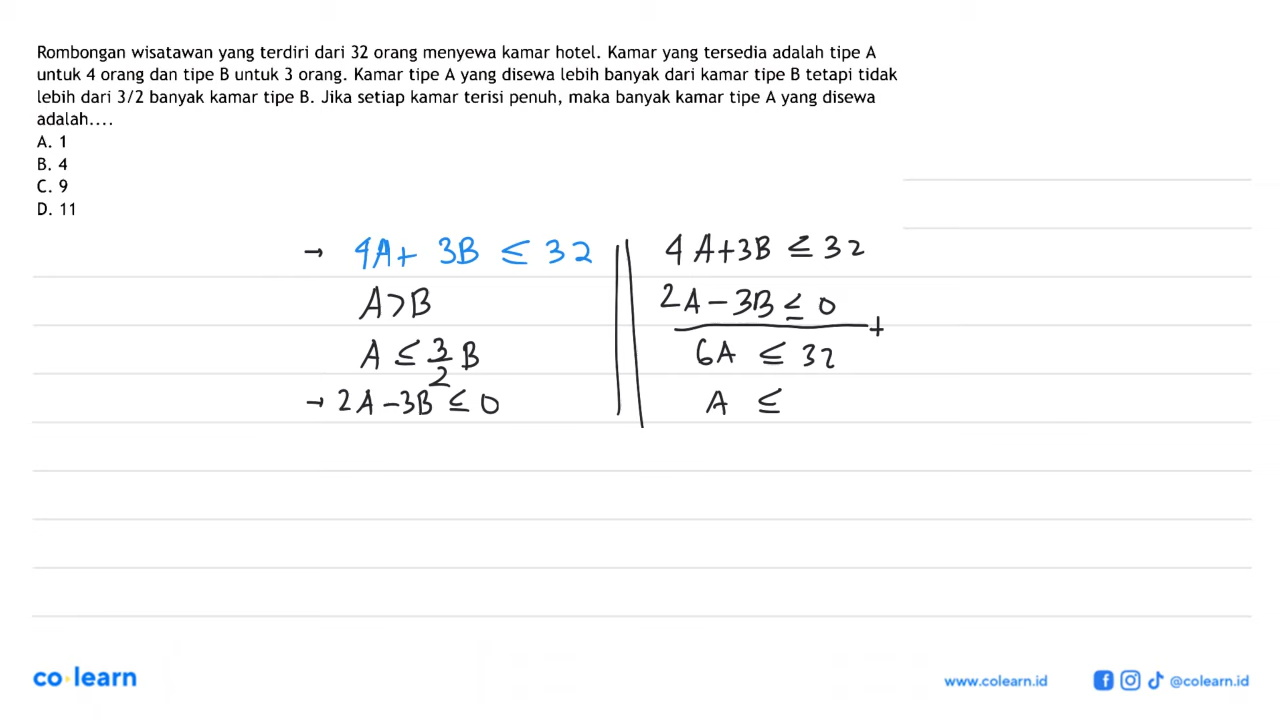 Rombongan wisatawan yang terdiri dari 32 orang menyewa kamar hotel. Kamar yang tersedia adalah tipe A
untuk 4 orang dan tipe B untuk 3 orang. Kamar tipe A yang disewa lebih banyak dari kamar tipe B tetapi tidak
lebih dari 3/2 banyak kamar tipe B. Jika setiap kamar terisi penuh, maka banyak kamar tipe A yang disewa
adalah....
A. 1
B. 4
C. 9
D. 11
→ 4A+ 3B ≤ 32
A>B
A ≤ 3/2 B
→ 2A-3B ≤ 0
4A+3B ≤ 32
2A-3B ≤ 0
+
6A ≤ 32
A ≤
co·learn
www.colearn.id
@colearn.id